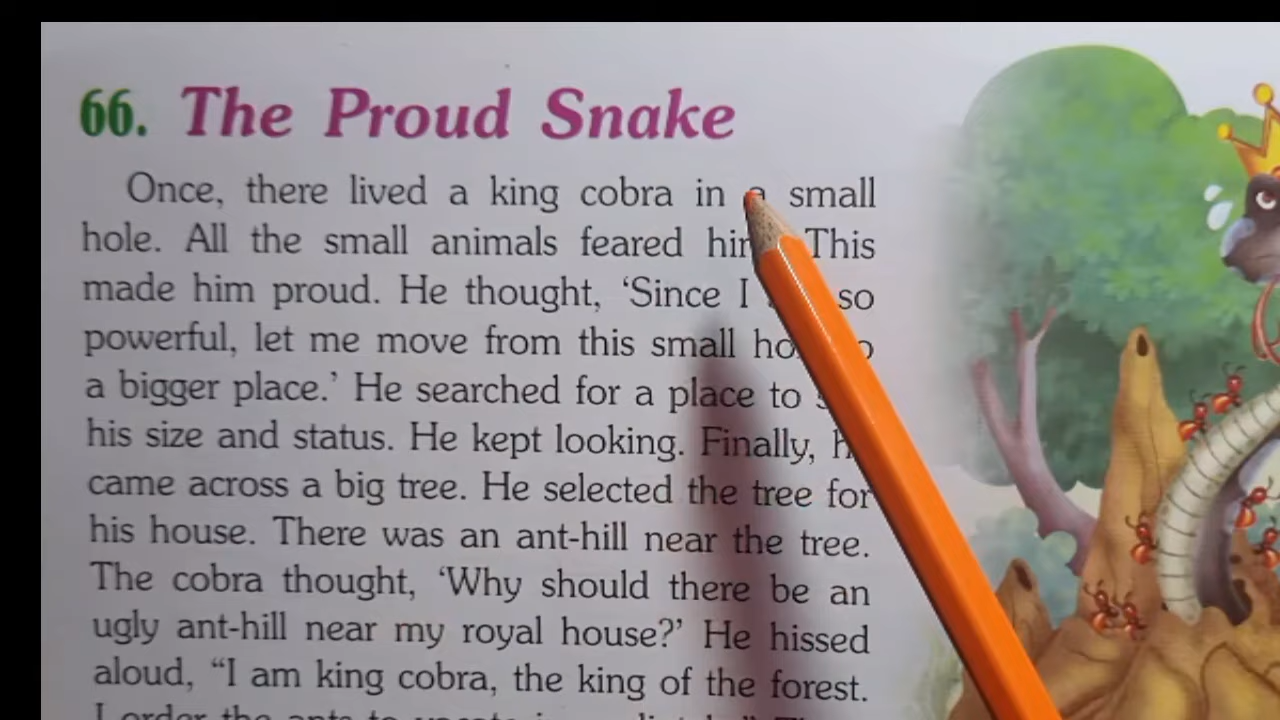 66. The Proud Snake
Once, there lived a king cobra in a small
hole. All the small animals feared This
made him proud. He thought, ‘Since I so
powerful, let me move from this small
a bigger place.’ He searched for a place to
his size and status. He kept looking. Finally,
came across a big tree. He selected the tree for
his house. There was an ant-hill near the tree.
The cobra thought, ‘Why should there be an
ugly ant-hill near my royal house?’ He hissed
aloud, “I am king cobra, the king of the forest.
I order the ants to